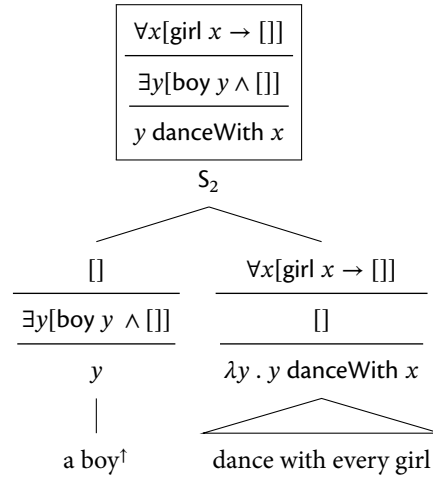 ∀x[girl x → []]
∃y[boy y ∧ []]
y danceWith x
S₂
[] ∀x[girl x → []]
∃y[boy y ∧ []] []
y λy . y danceWith x
a boy↑ dance with every girl